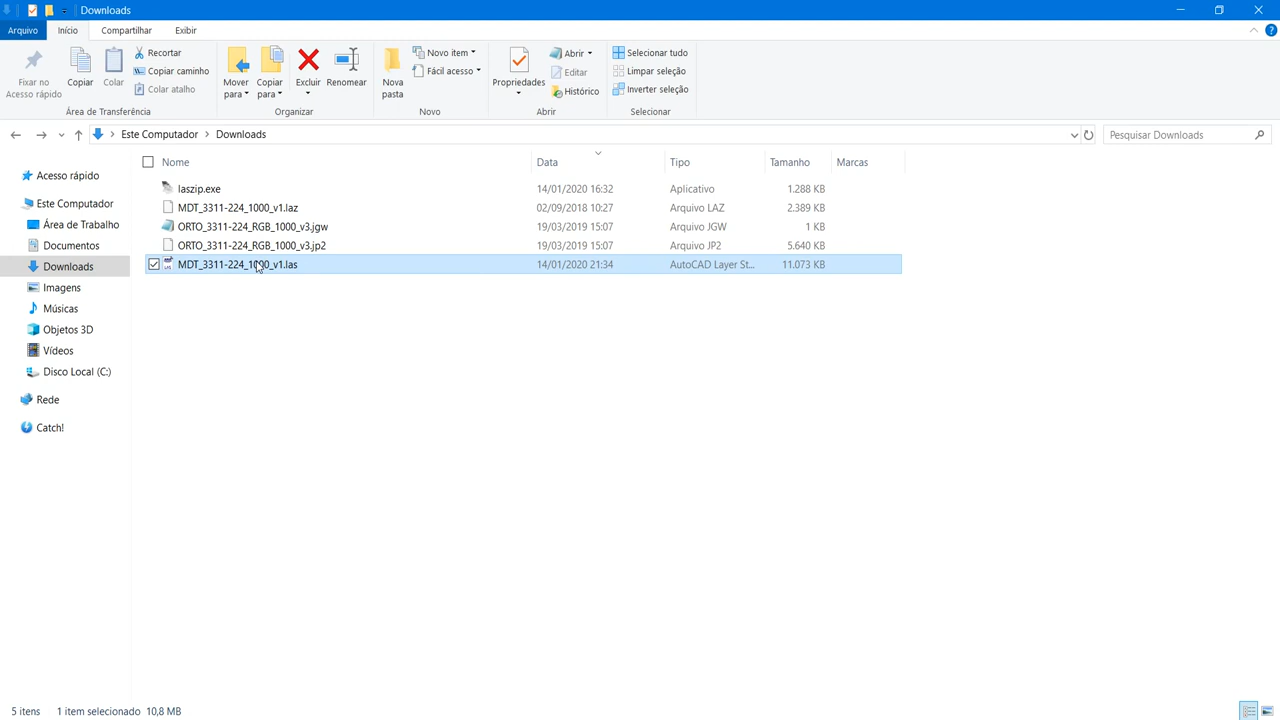 Downloads
Arquivo Início Compartilhar Exibir
Fixar no Acesso rápido
Copiar
Colar
Recortar
Copiar caminho
Colar atalho
Área de Transferência
Mover para
Copiar para
Excluir
Renomear
Organizar
Nova pasta
Novo item
Fácil acesso
Novo
Propriedades
Abrir
Editar
Histórico
Abrir
Selecionar tudo
Limpar seleção
Inverter seleção
Selecionar
Este Computador > Downloads
Pesquisar Downloads
Acesso rápido
Este Computador
Área de Trabalho
Documentos
Downloads
Imagens
Músicas
Objetos 3D
Vídeos
Disco Local (C:)
Rede
Catch!
Nome Data Tipo Tamanho Marcas
laszip.exe 14/01/2020 16:32 Aplicativo 1.288 KB
MDT_3311-224_1000_v1.laz 02/09/2018 10:27 Arquivo LAZ 2.389 KB
ORTO_3311-224_RGB_1000_v3.jgw 19/03/2019 15:07 Arquivo JGW 1 KB
ORTO_3311-224_RGB_1000_v3.jp2 19/03/2019 15:07 Arquivo JP2 5.640 KB
MDT_3311-224_1000_v1.las 14/01/2020 21:34 AutoCAD Layer St... 11.073 KB
5 itens 1 item selecionado 10,8 MB